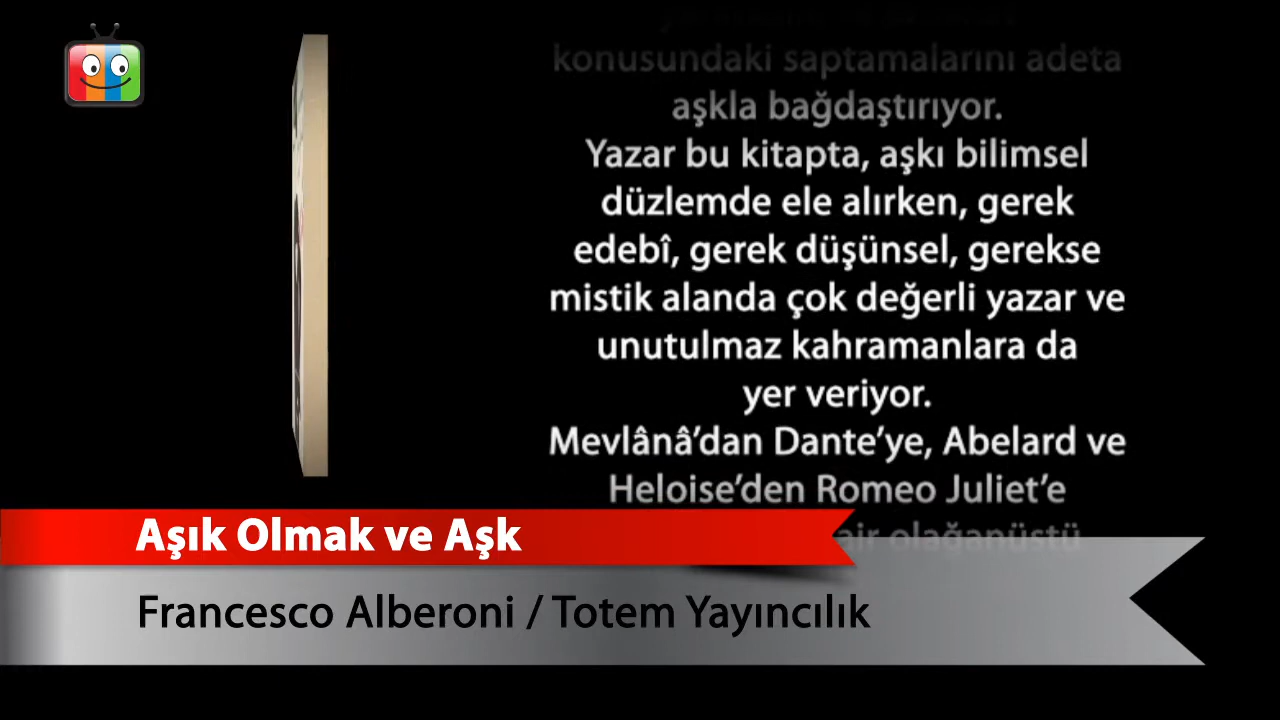 konusundaki saptamalarını adeta
aşkla bağdaştırıyor.
Yazar bu kitapta, aşkı bilimsel
düzlemde ele alırken, gerek
edebî, gerek düşünsel, gerekse
mistik alanda çok değerli yazar ve
unutulmaz kahramanlara da
yer veriyor.
Mevlânâ’dan Dante’ye, Abelard ve
Heloise’den Romeo Juliet’e
olağanüstü
Aşık Olmak ve Aşk
Francesco Alberoni / Totem Yayıncılık